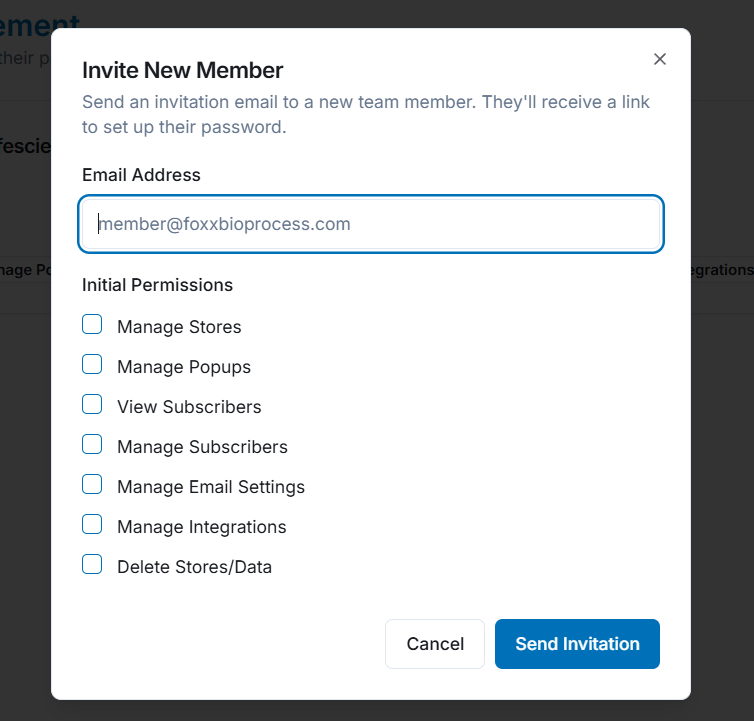 ement
their p
Invite New Member
Send an invitation email to a new team member. They'll receive a link
to set up their password.
fescie
Email Address
member@foxxbioprocess.com
nage Po
egrations
Initial Permissions
Manage Stores
Manage Popups
View Subscribers
Manage Subscribers
Manage Email Settings
Manage Integrations
Delete Stores/Data
Cancel
Send Invitation